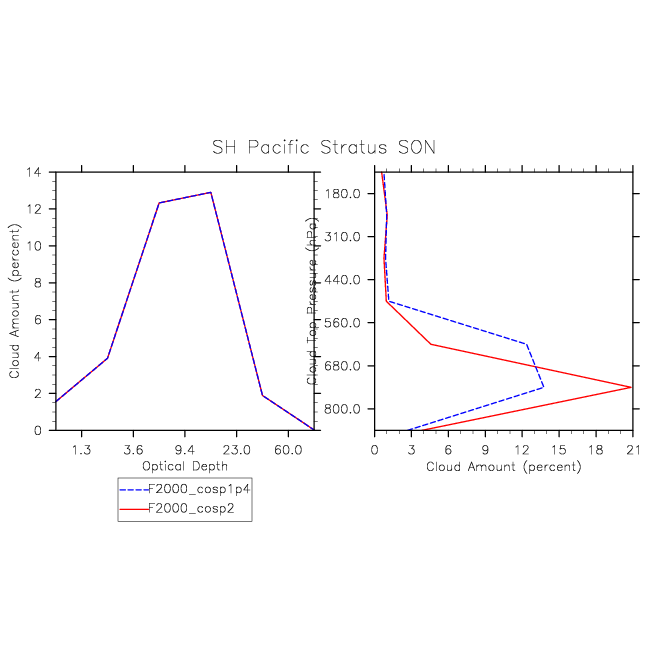 SH Pacific Stratus SON
Cloud Amount (percent)
14
12
10
8
6
4
2
0
1.3 3.6 9.4 23.0 60.0
Optical Depth
Cloud Top Pressure (hPa)
180.0
310.0
440.0
560.0
680.0
800.0
0 3 6 9 12 15 18 21
Cloud Amount (percent)
F2000_cosp1p4
F2000_cosp2